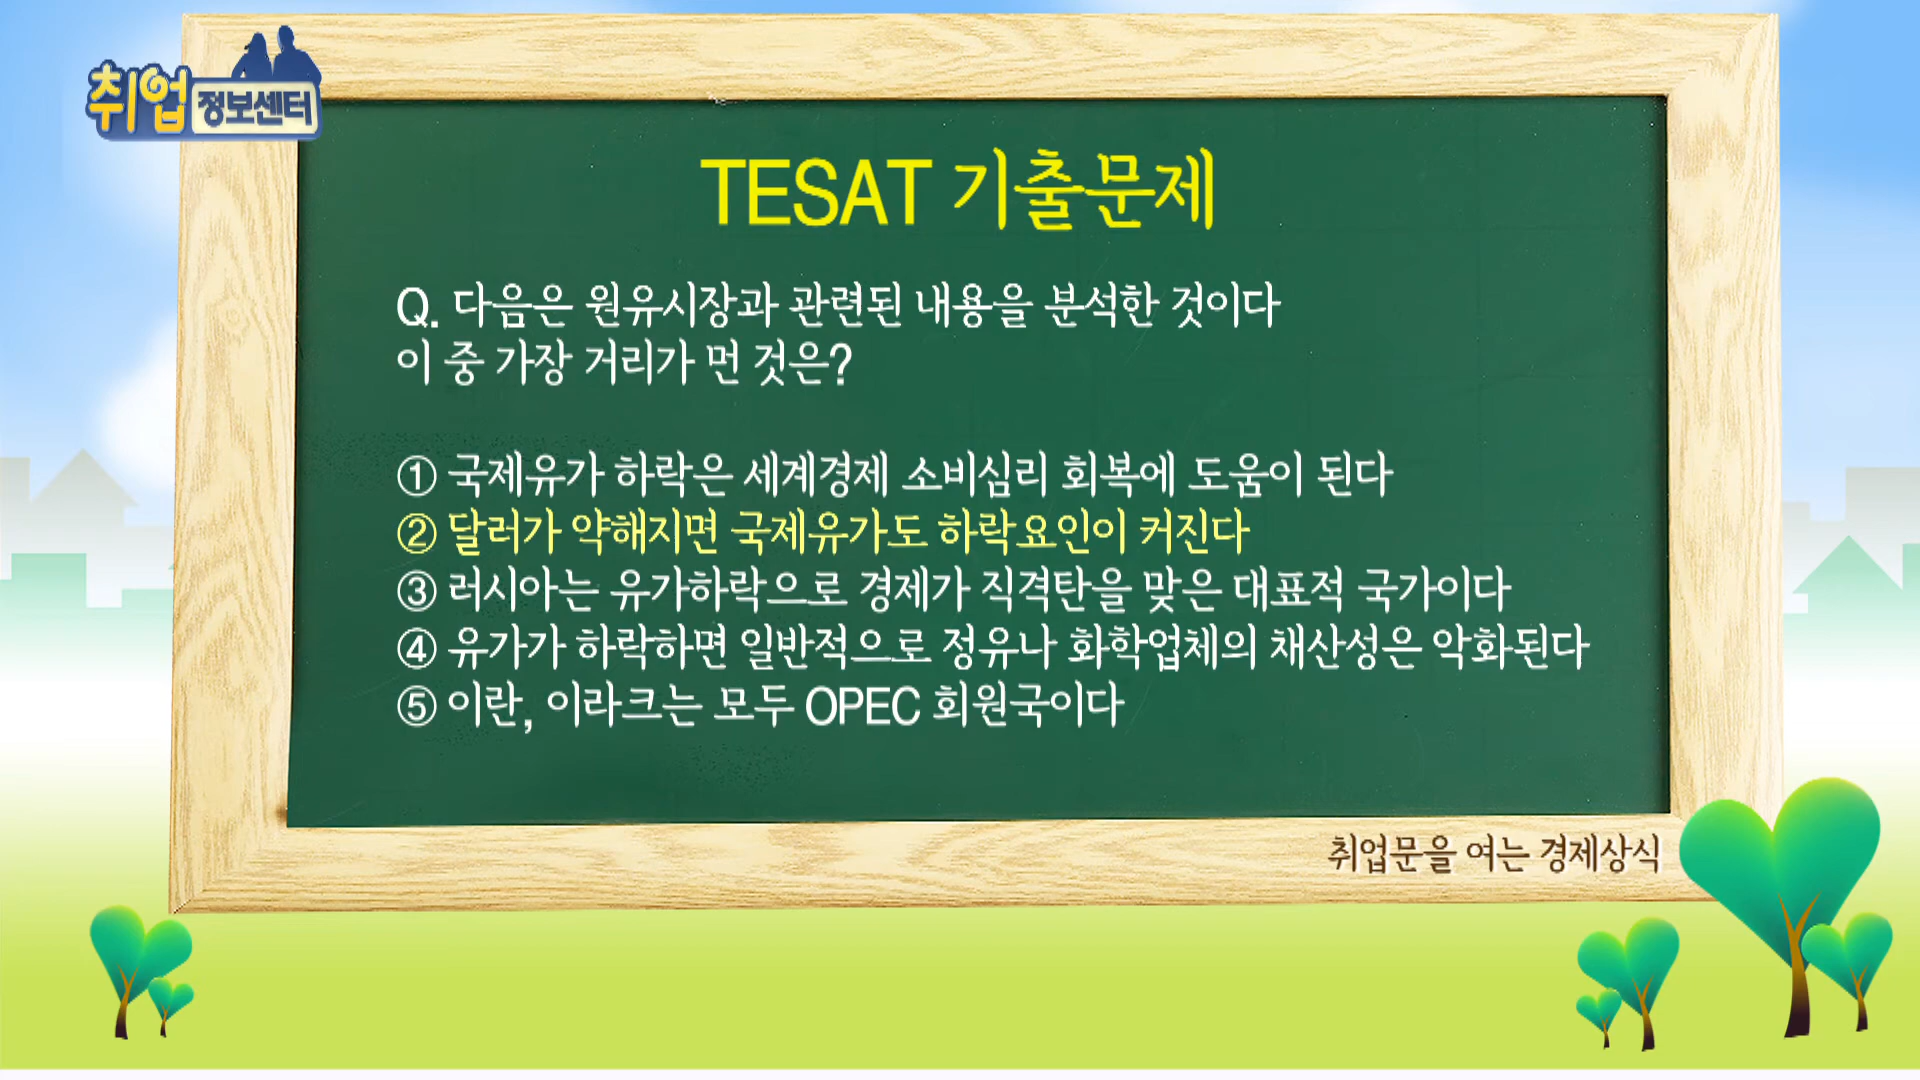 취업
정보센터
TESAT 기출문제
Q. 다음은 원유시장과 관련된 내용을 분석한 것이다
이 중 가장 거리가 먼 것은?
① 국제유가 하락은 세계경제 소비심리 회복에 도움이 된다
② 달러가 약해지면 국제유가도 하락요인이 커진다
③ 러시아는 유가하락으로 경제가 직격탄을 맞은 대표적 국가이다
④ 유가가 하락하면 일반적으로 정유나 화학업체의 채산성은 악화된다
⑤ 이란, 이라크는 모두 OPEC 회원국이다
취업문을 여는 경제상식